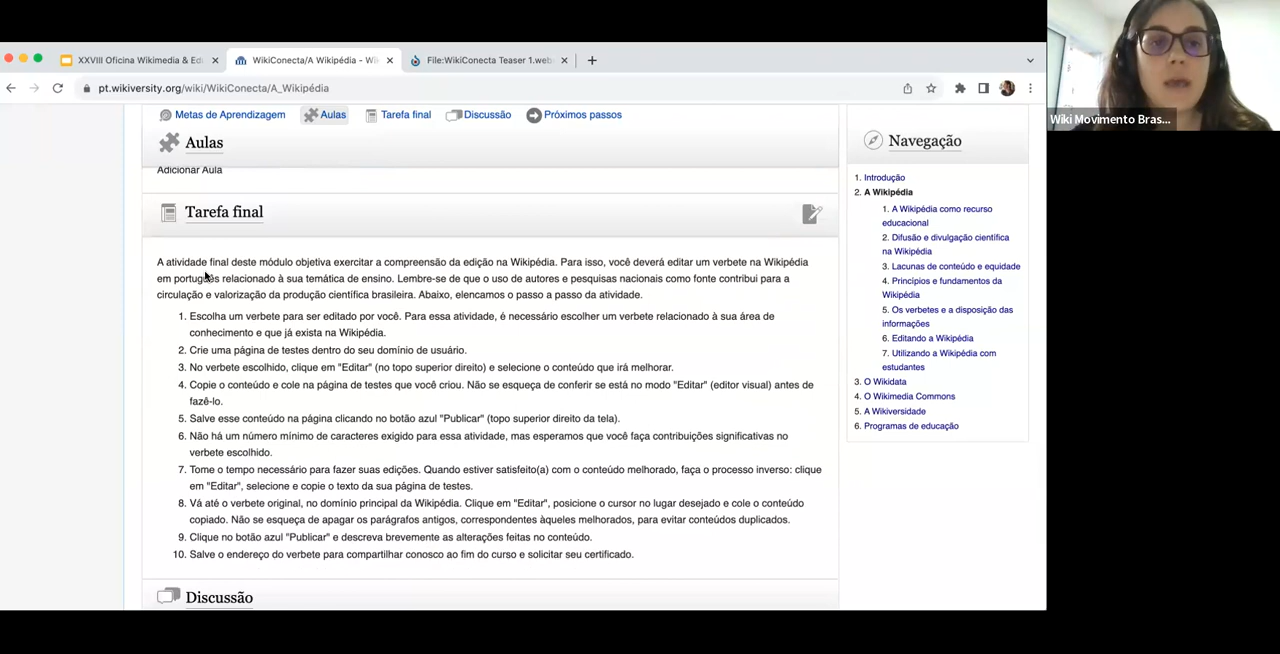 XXVIII Oficina Wikimedia & Ed
WikiConecta/A Wikipédia - Wi
File:WikiConecta Teaser 1.web
pt.wikiversity.org/wiki/WikiConecta/A_Wikipédia
Wiki Movimento Bras...
Metas de Aprendizagem Aulas Tarefa final Discussão Próximos passos
Aulas
Adicionar Aula
Tarefa final
A atividade final deste módulo objetiva exercitar a compreensão da edição na Wikipédia. Para isso, você deverá editar um verbete na Wikipédia
em português relacionado à sua temática de ensino. Lembre-se de que o uso de autores e pesquisas nacionais como fonte contribui para a
circulação e valorização da produção científica brasileira. Abaixo, elencamos o passo a passo da atividade.
1. Escolha um verbete para ser editado por você. Para essa atividade, é necessário escolher um verbete relacionado à sua área de
conhecimento e que já exista na Wikipédia.
2. Crie uma página de testes dentro do seu domínio de usuário.
3. No verbete escolhido, clique em "Editar" (no topo superior direito) e selecione o conteúdo que irá melhorar.
4. Copie o conteúdo e cole na página de testes que você criou. Não se esqueça de conferir se está no modo "Editar" (editor visual) antes de
fazê-lo.
5. Salve esse conteúdo na página clicando no botão azul "Publicar" (topo superior direito da tela).
6. Não há um número mínimo de caracteres exigido para essa atividade, mas esperamos que você faça contribuições significativas no
verbete escolhido.
7. Tome o tempo necessário para fazer suas edições. Quando estiver satisfeito(a) com o conteúdo melhorado, faça o processo inverso: clique
em "Editar", selecione e copie o texto da sua página de testes.
8. Vá até o verbete original, no domínio principal da Wikipédia. Clique em "Editar", posicione o cursor no lugar desejado e cole o conteúdo
copiado. Não se esqueça de apagar os parágrafos antigos, correspondentes àqueles melhorados, para evitar conteúdos duplicados.
9. Clique no botão azul "Publicar" e descreva brevemente as alterações feitas no conteúdo.
10. Salve o endereço do verbete para compartilhar conosco ao fim do curso e solicitar seu certificado.
Discussão
Navegação
1. Introdução
2. A Wikipédia
1. A Wikipédia como recurso
educacional
2. Difusão e divulgação científica
na Wikipédia
3. Lacunas de conteúdo e equidade
4. Princípios e fundamentos da
Wikipédia
5. Os verbetes e a disposição das
informações
6. Editando a Wikipédia
7. Utilizando a Wikipédia com
estudantes
3. O Wikidata
4. O Wikimedia Commons
5. A Wikiversidade
6. Programas de educação